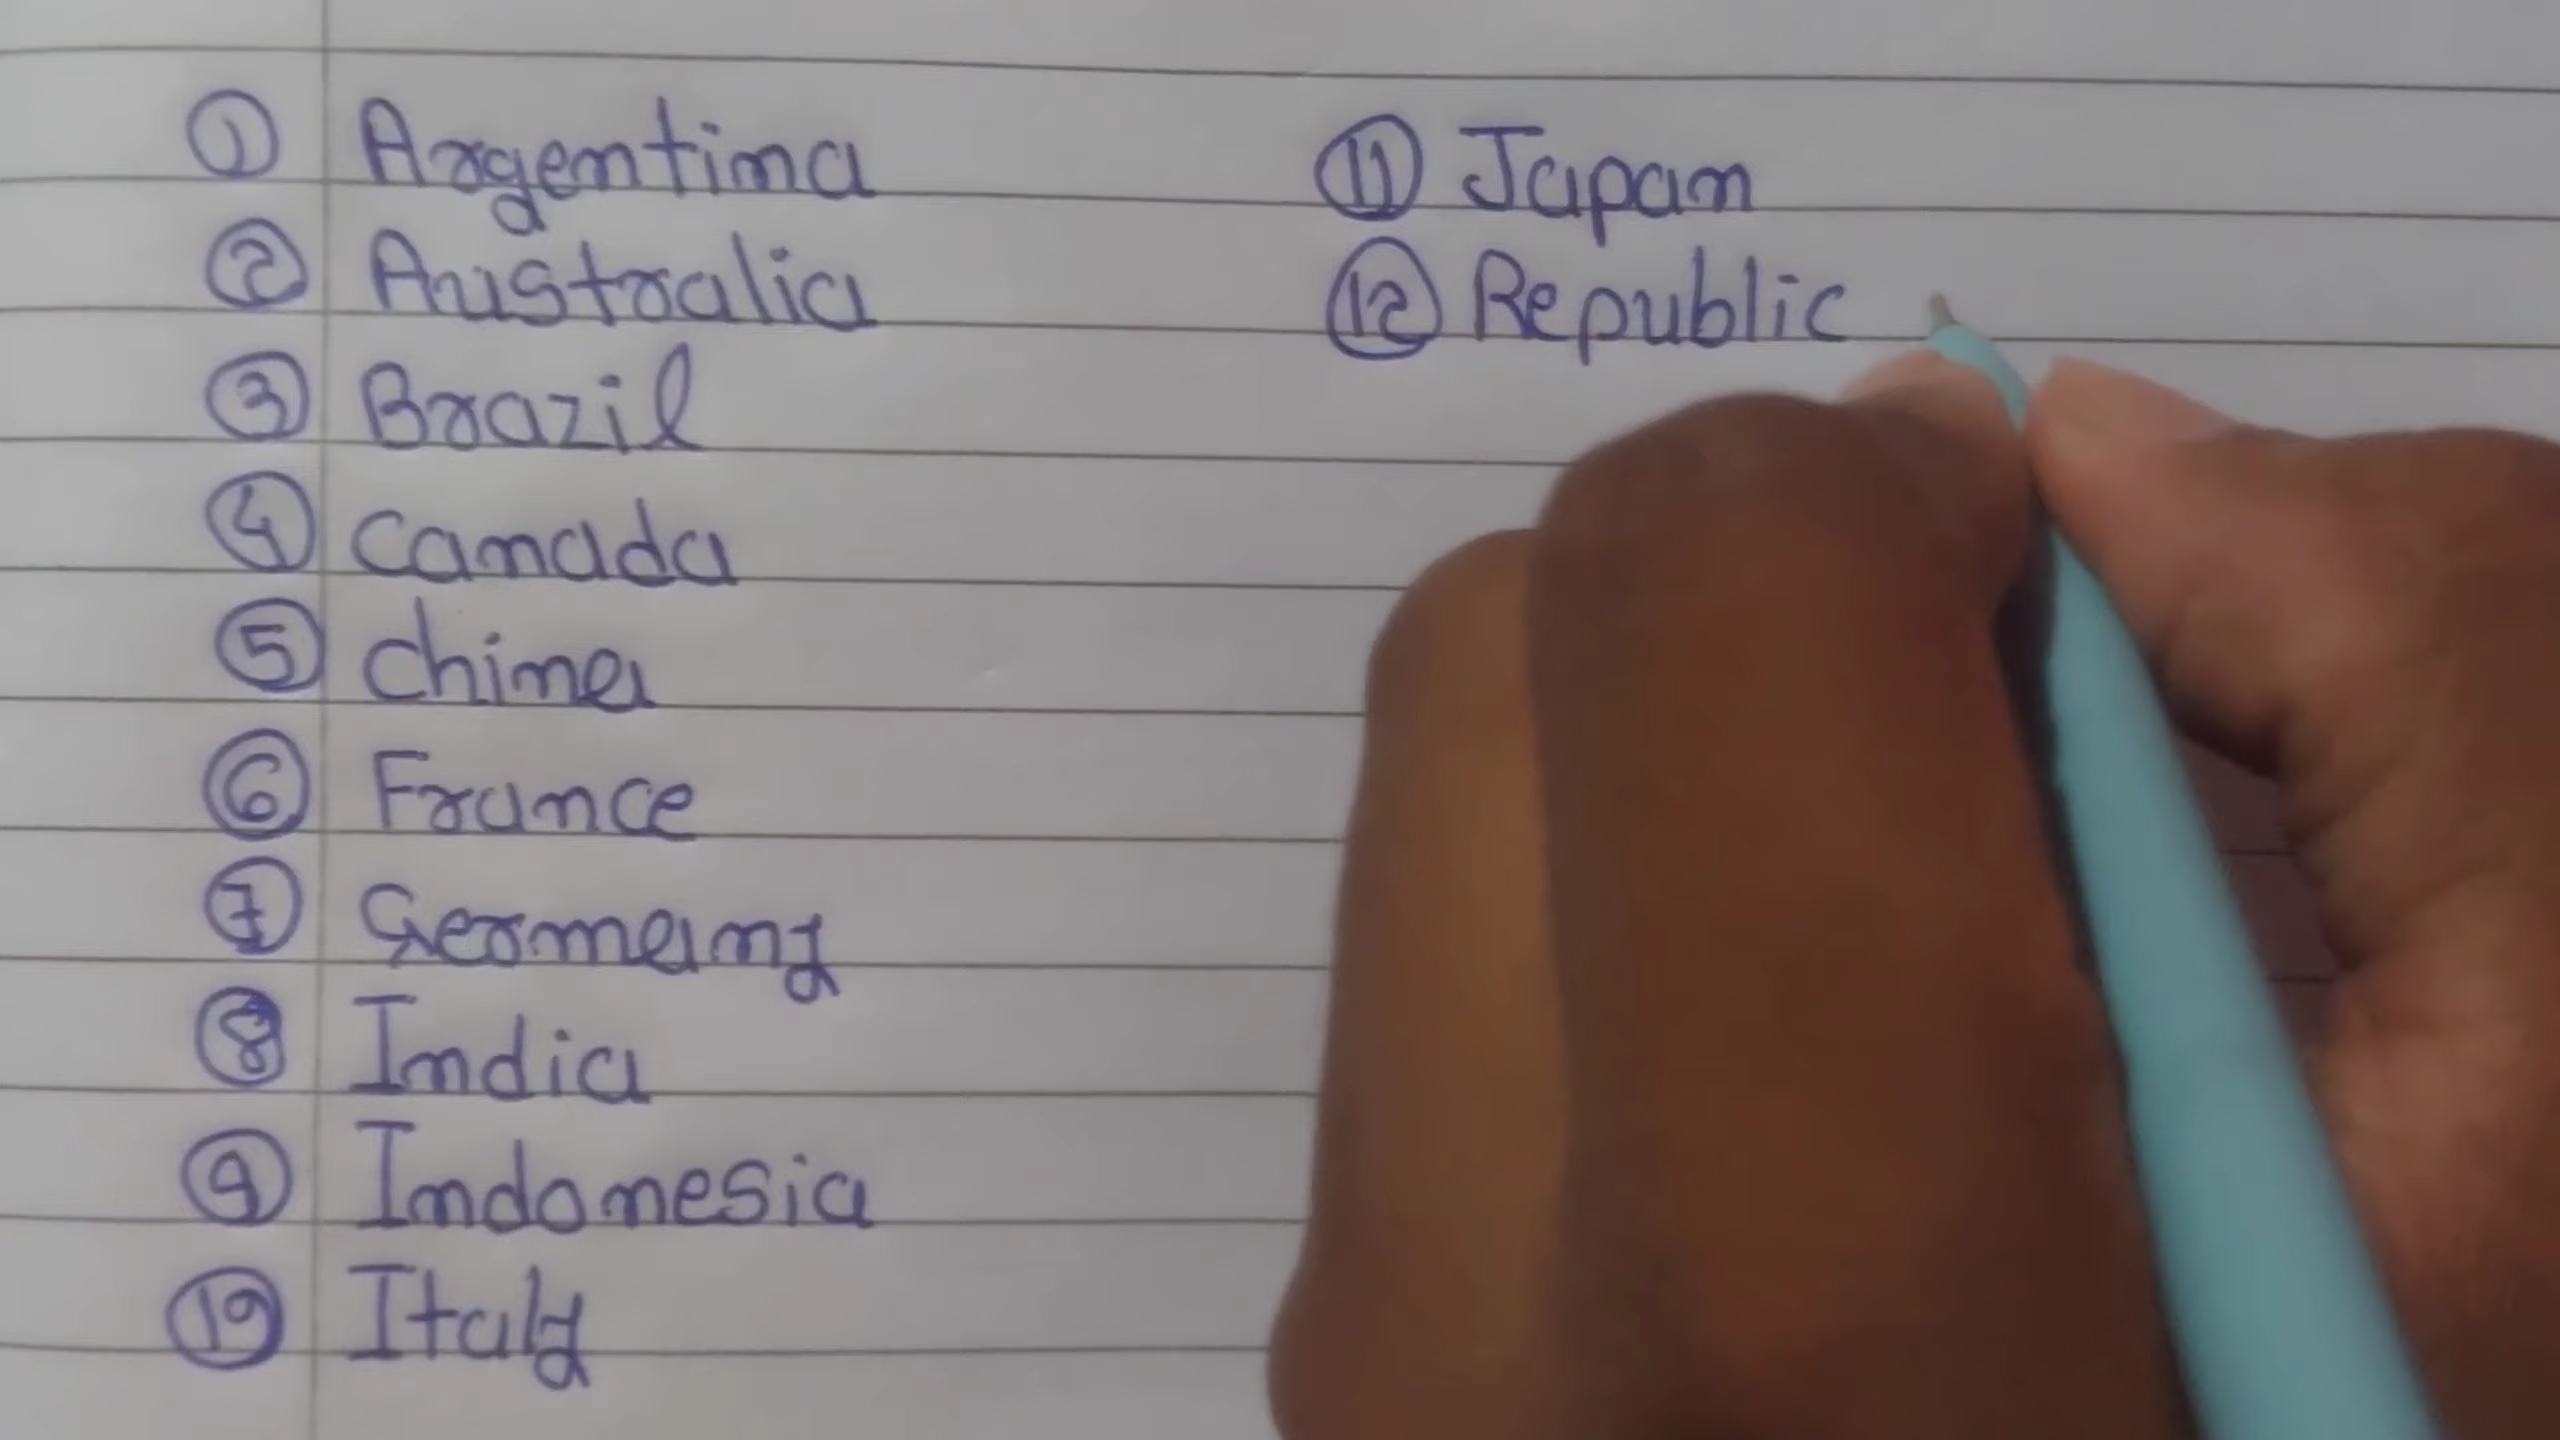 ① Argentina
② Australia
③ Brazil
④ Canada
⑤ China
⑥ France
⑦ Germany
⑧ India
⑨ Indonesia
⑩ Italy
⑪ Japan
⑫ Republic